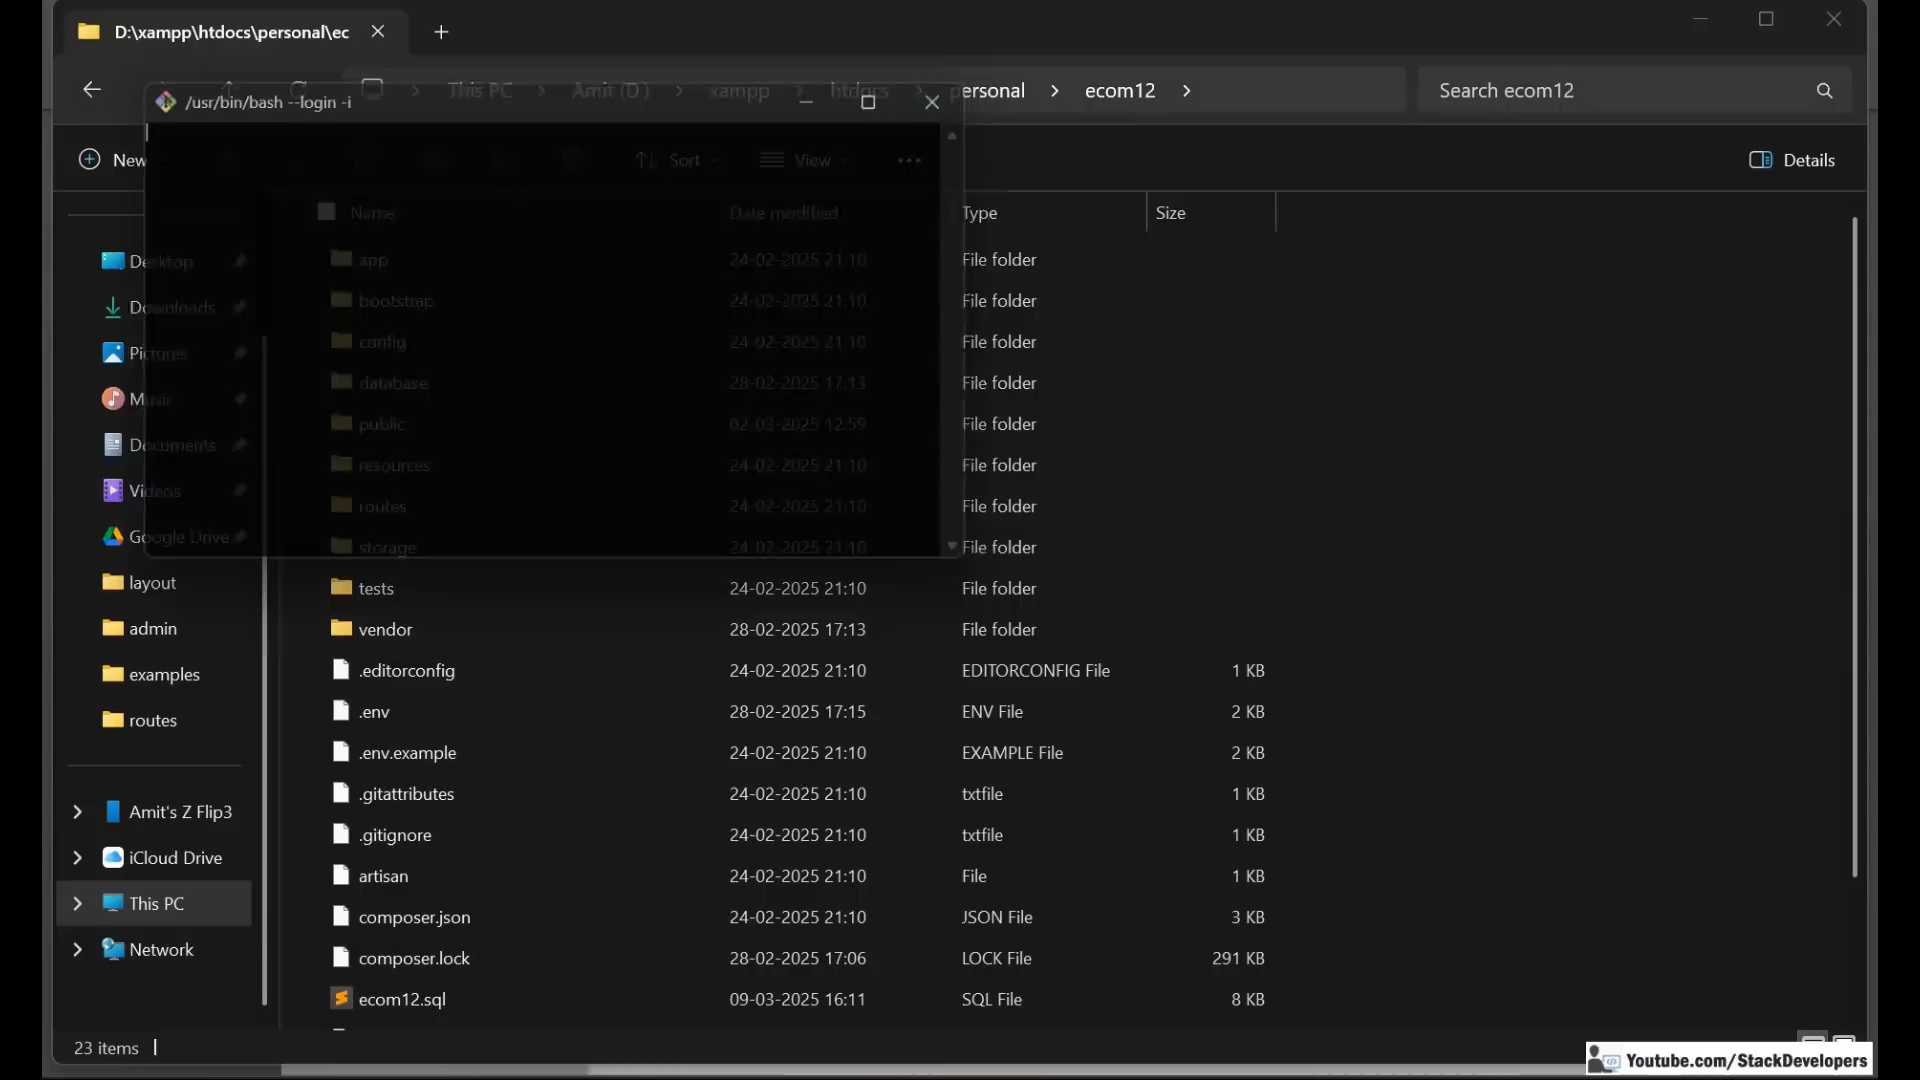 D:\xampp\htdocs\personal\ec
/usr/bin/bash --login -i
This PC
Amit (D:)
xampp
htdocs
ersonal
ecom12
Search ecom12
New
Sort
View
Details
Name
Date modified
Type
Size
Desktop
Downloads
Pictures
Music
Documents
Videos
Google Drive
layout
admin
examples
routes
Amit's Z Flip3
iCloud Drive
This PC
Network
app 24-02-2025 21:10 File folder
bootstrap 24-02-2025 21:10 File folder
config 24-02-2025 21:10 File folder
database 28-02-2025 17:13 File folder
public 02-03-2025 12:59 File folder
resources 24-02-2025 21:10 File folder
routes 24-02-2025 21:10 File folder
storage 24-02-2025 21:10 File folder
tests 24-02-2025 21:10 File folder
vendor 28-02-2025 17:13 File folder
.editorconfig 24-02-2025 21:10 EDITORCONFIG File 1 KB
.env 28-02-2025 17:15 ENV File 2 KB
.env.example 24-02-2025 21:10 EXAMPLE File 2 KB
.gitattributes 24-02-2025 21:10 txtfile 1 KB
.gitignore 24-02-2025 21:10 txtfile 1 KB
artisan 24-02-2025 21:10 File 1 KB
composer.json 24-02-2025 21:10 JSON File 3 KB
composer.lock 28-02-2025 17:06 LOCK File 291 KB
ecom12.sql 09-03-2025 16:11 SQL File 8 KB
23 items
Youtube.com/StackDevelopers